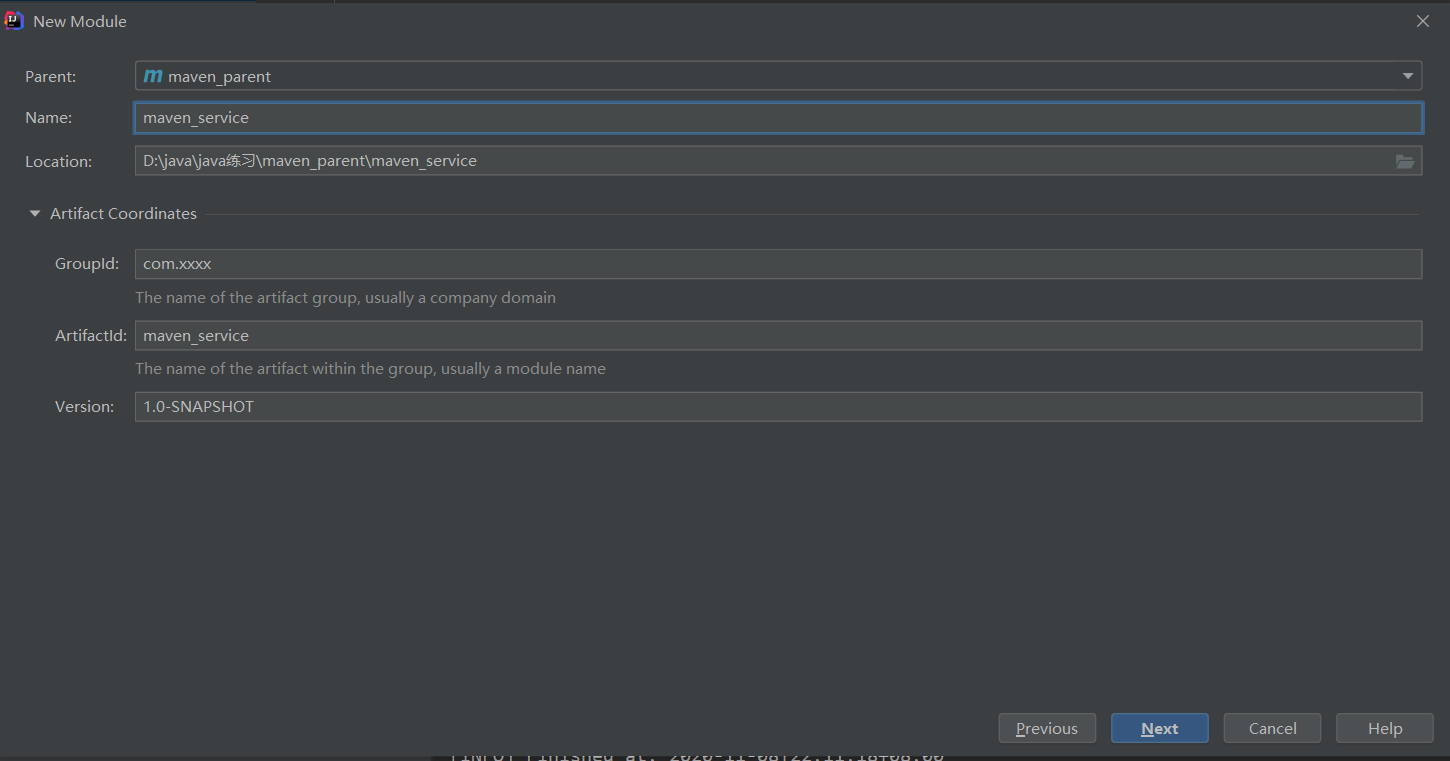 New Module
Parent: maven_parent
Name: maven_service
Location: D:\java\java练习\maven_parent\maven_service
Artifact Coordinates
GroupId: com.xxxx
The name of the artifact group, usually a company domain
ArtifactId: maven_service
The name of the artifact within the group, usually a module name
Version: 1.0-SNAPSHOT
Previous Next Cancel Help